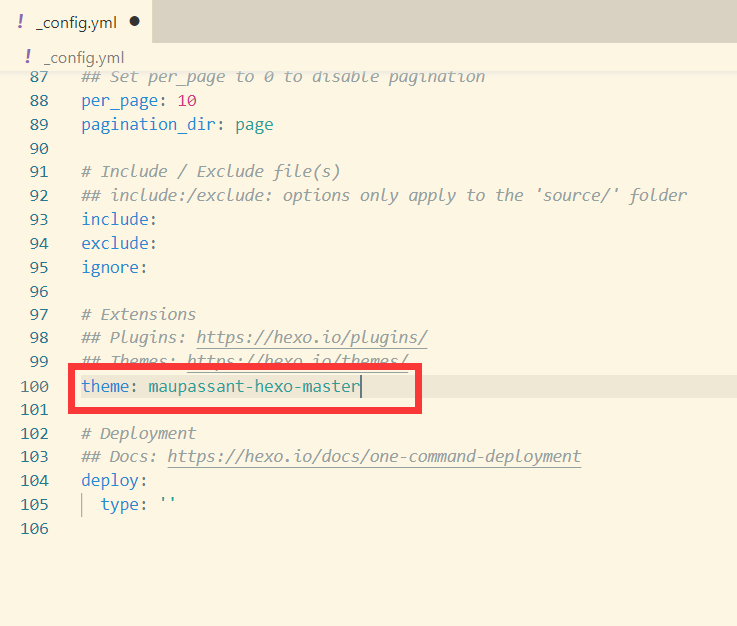 ! _config.yml ●
! _config.yml
87 ## Set per_page to 0 to disable pagination
88 per_page: 10
89 pagination_dir: page
90
91 # Include / Exclude file(s)
92 ## include:/exclude: options only apply to the 'source/' folder
93 include:
94 exclude:
95 ignore:
96
97 # Extensions
98 ## Plugins: https://hexo.io/plugins/
99 ## Themes: https://hexo.io/themes/
100 theme: maupassant-hexo-master
101
102 # Deployment
103 ## Docs: https://hexo.io/docs/one-command-deployment
104 deploy:
105   type: ''
106